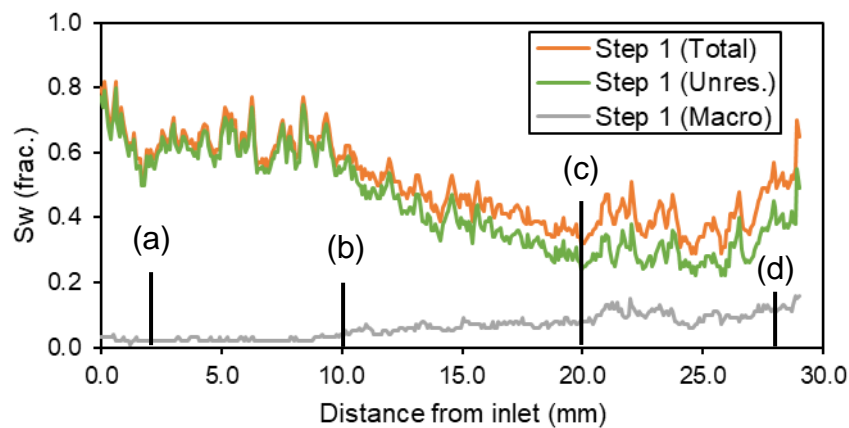 1.0
0.8
0.6
0.4
0.2
0.0
Sw (frac.)
Step 1 (Total)
Step 1 (Unres.)
Step 1 (Macro)
(a)
(b)
(c)
(d)
0.0 5.0 10.0 15.0 20.0 25.0 30.0
Distance from inlet (mm)